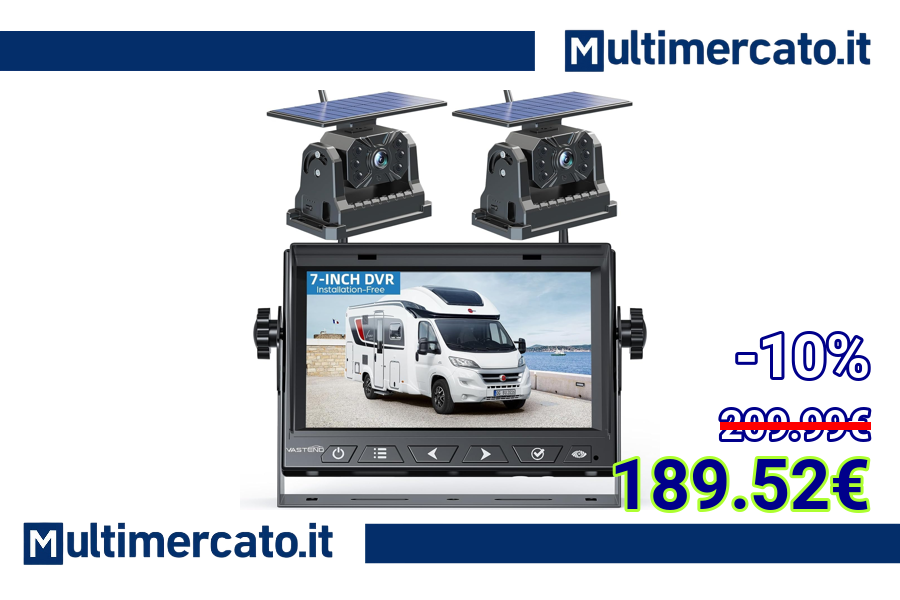 Multimercato.it
7-INCH DVR
Installation-Free
-10%
209.99€
VASTEND
189.52€
Multimercato.it